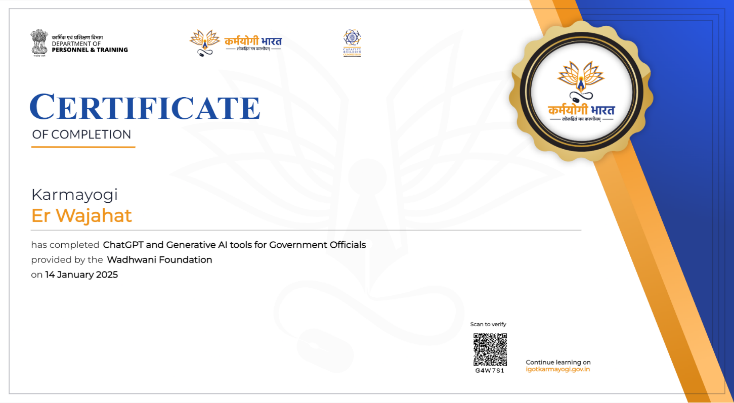 कार्मिक एवं प्रशिक्षण विभाग
DEPARTMENT OF
PERSONNEL & TRAINING
कर्मयोगी भारत
CERTIFICATE
OF COMPLETION
कर्मयोगी भारत
Karmayogi
Er Wajahat
has completed ChatGPT and Generative AI tools for Government Officials
provided by the Wadhwani Foundation
on 14 January 2025
Scan to verify
G4W7S1
Continue learning on
igotkarmayogi.gov.in